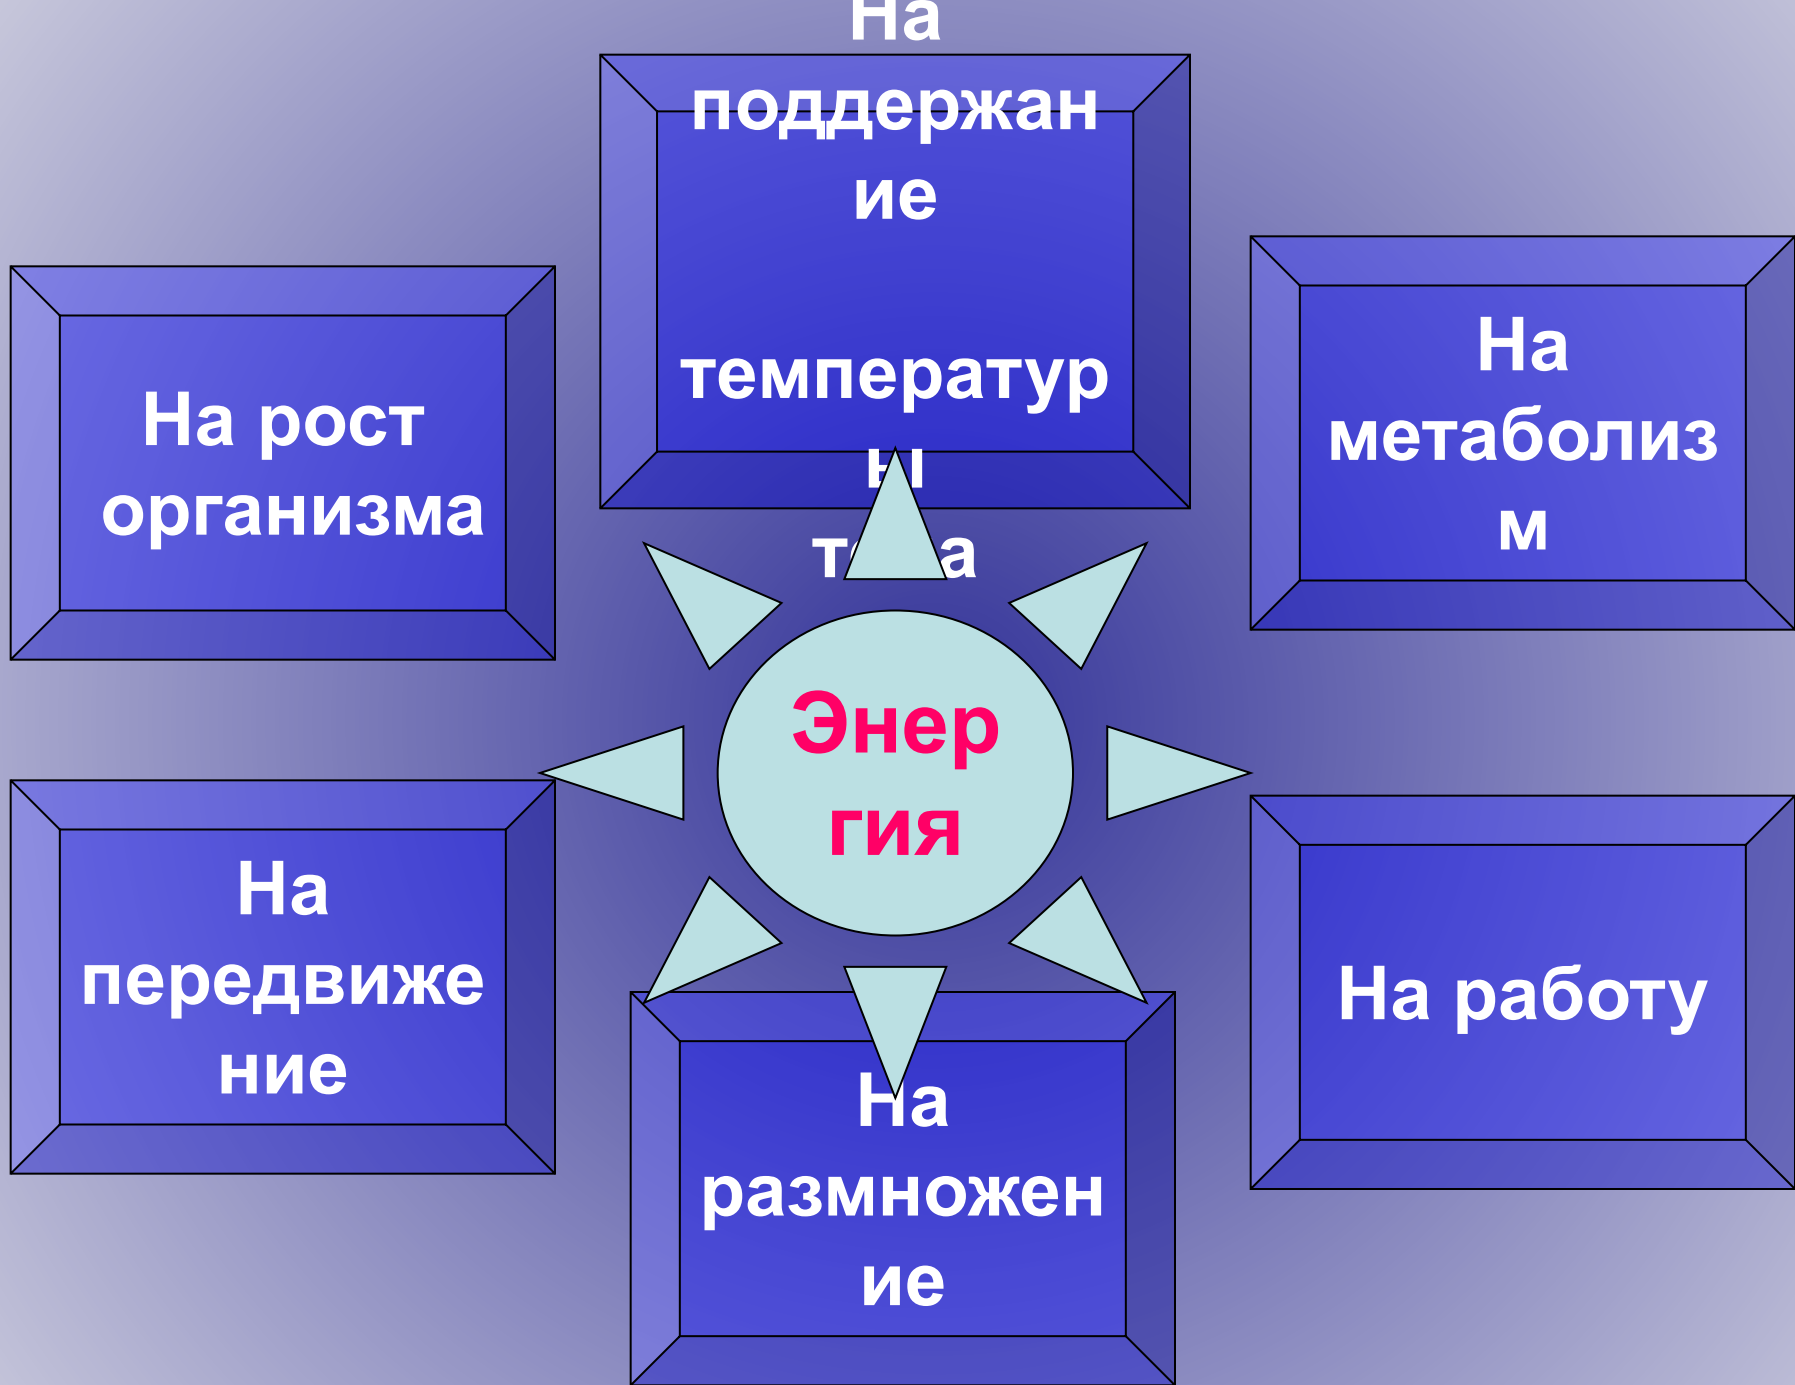 На
поддержан
ие
температур
ы
тела
На рост
организма
На
метаболиз
м
Энер
гия
На
передвиже
ние
На работу
На
размножен
ие